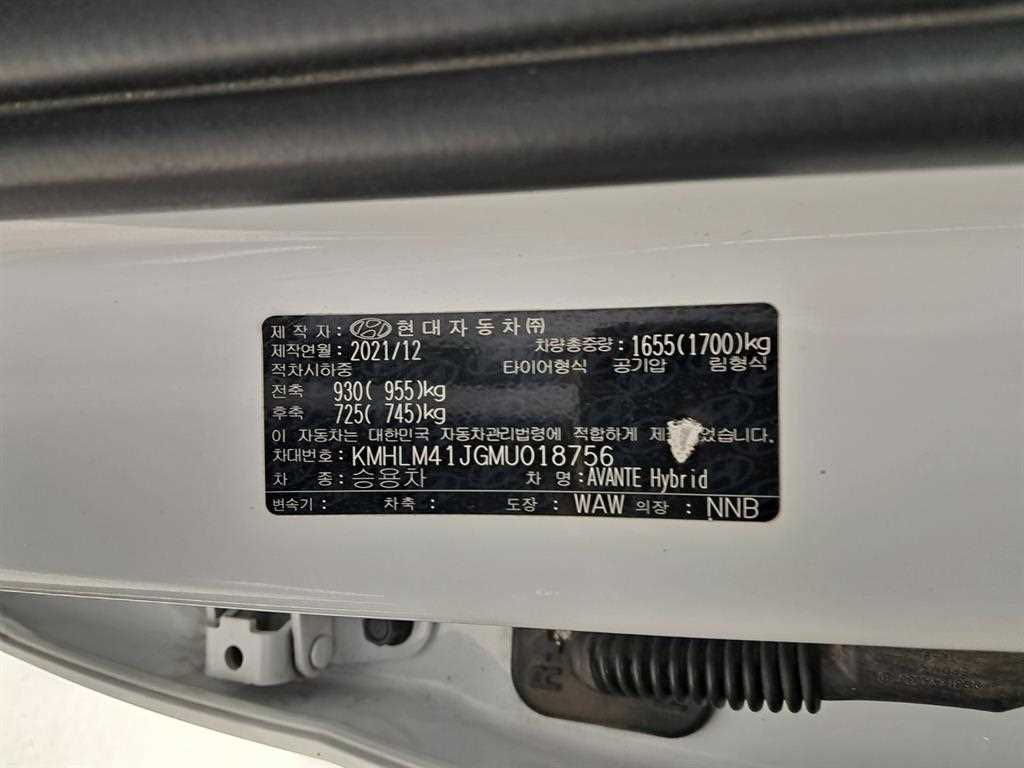 제 작 자 : 현대자동차㈜
제작연월 : 2021/12 차량총중량 : 1655(1700)kg
적차시하중 타이어형식 공기압 림형식
전축 930( 955)kg
후축 725( 745)kg
이 자동차는 대한민국 자동차관리법령에 적합하게 제 었습니다.
차대번호 : KMHLM41JGMU018756
차 종 : 승용차 차 명 : AVANTE Hybrid
변속기 : 차축 : 도장 : WAW 의장 : NNB